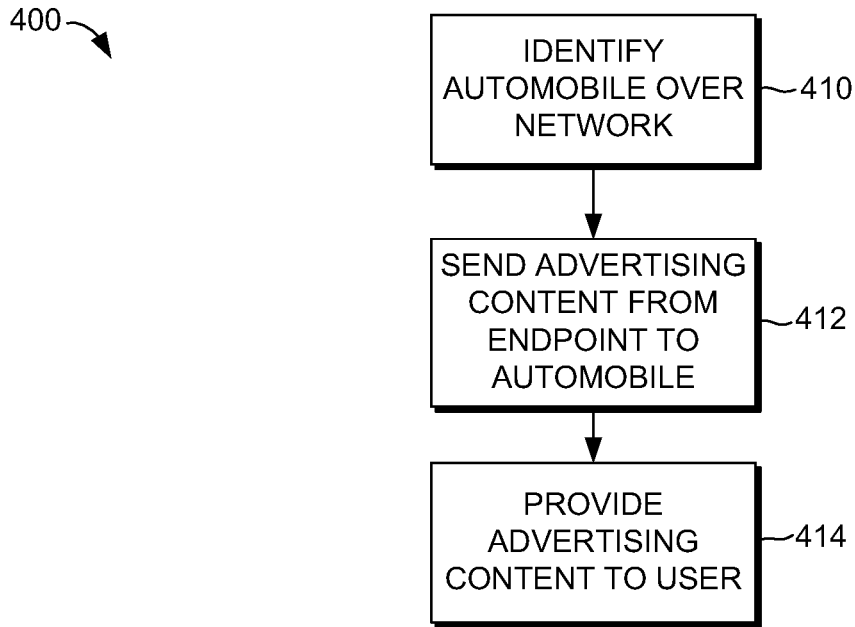 400
IDENTIFY
AUTOMOBILE OVER
NETWORK
410
SEND ADVERTISING
CONTENT FROM
ENDPOINT TO
AUTOMOBILE
412
PROVIDE
ADVERTISING
CONTENT TO USER
414